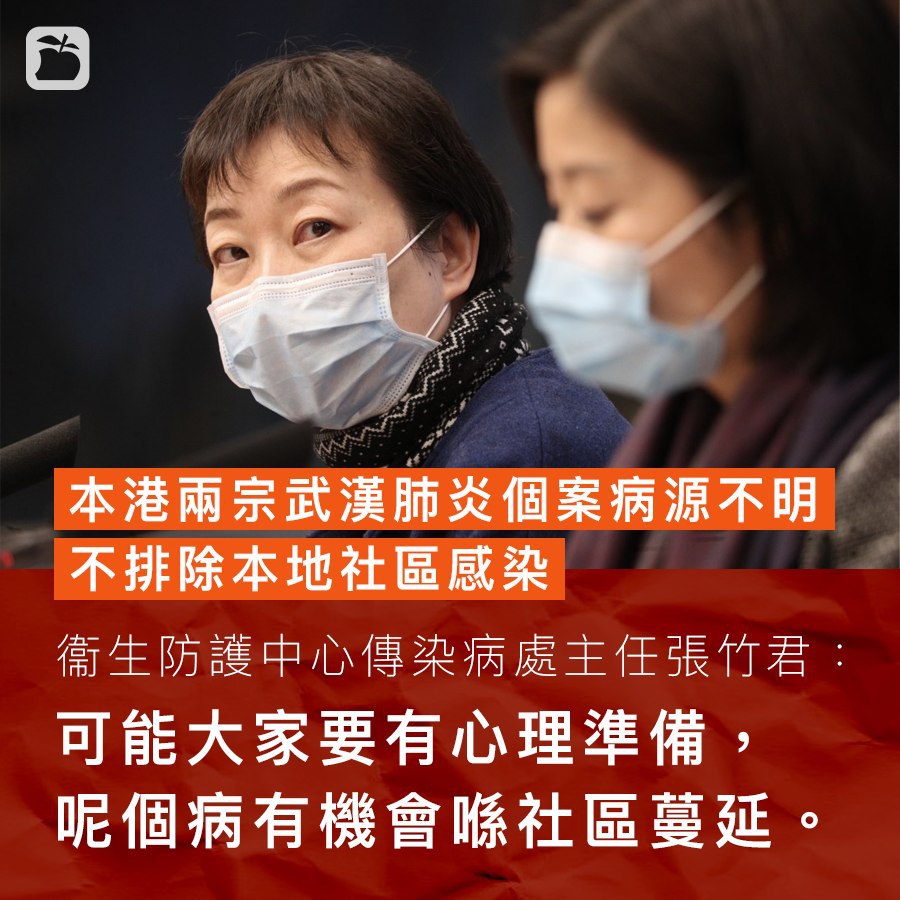 本港兩宗武漢肺炎個案病源不明
不排除本地社區感染
衞生防護中心傳染病處主任張竹君：
可能大家要有心理準備，
呢個病有機會喺社區蔓延。